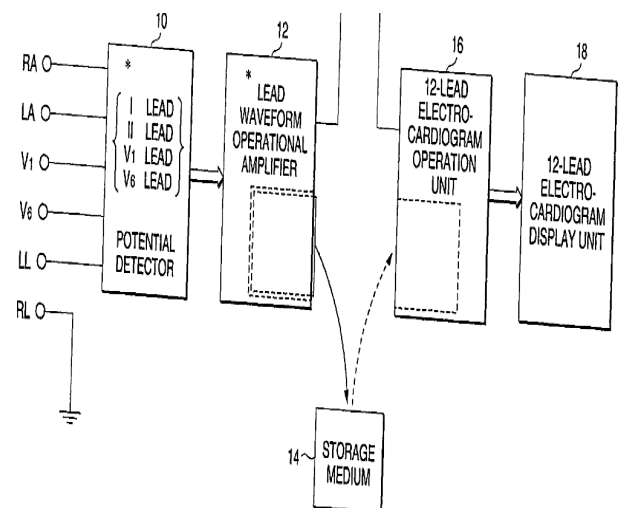 10
12
16
18
RA
LA
V1
V6
LL
RL
*
I LEAD
II LEAD
V1 LEAD
V6 LEAD
POTENTIAL
DETECTOR
*
LEAD
WAVEFORM
OPERATIONAL
AMPLIFIER
12-LEAD
ELECTRO-
CARDIOGRAM
OPERATION
UNIT
12-LEAD
ELECTRO-
CARDIOGRAM
DISPLAY UNIT
14
STORAGE
MEDIUM